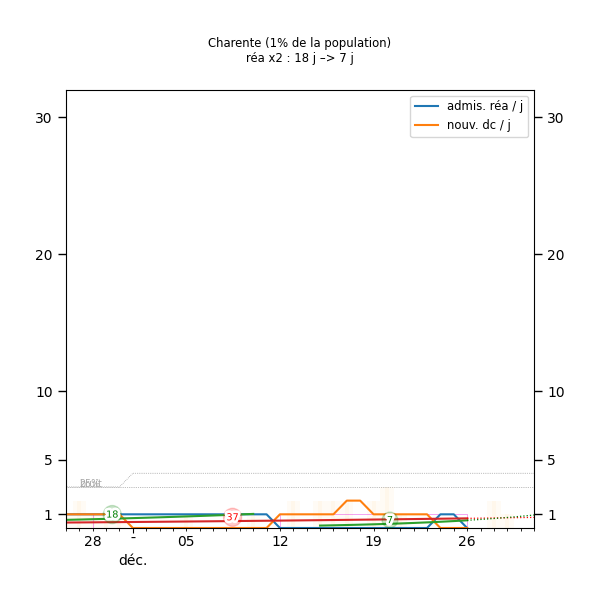 Charente (1% de la population)
réa x2 : 18 j –> 7 j
admis. réa / j
nouv. dc / j
30 30
20 20
10 10
5 5
1 1
18
37
7
28 - 05 12 19 26
déc.